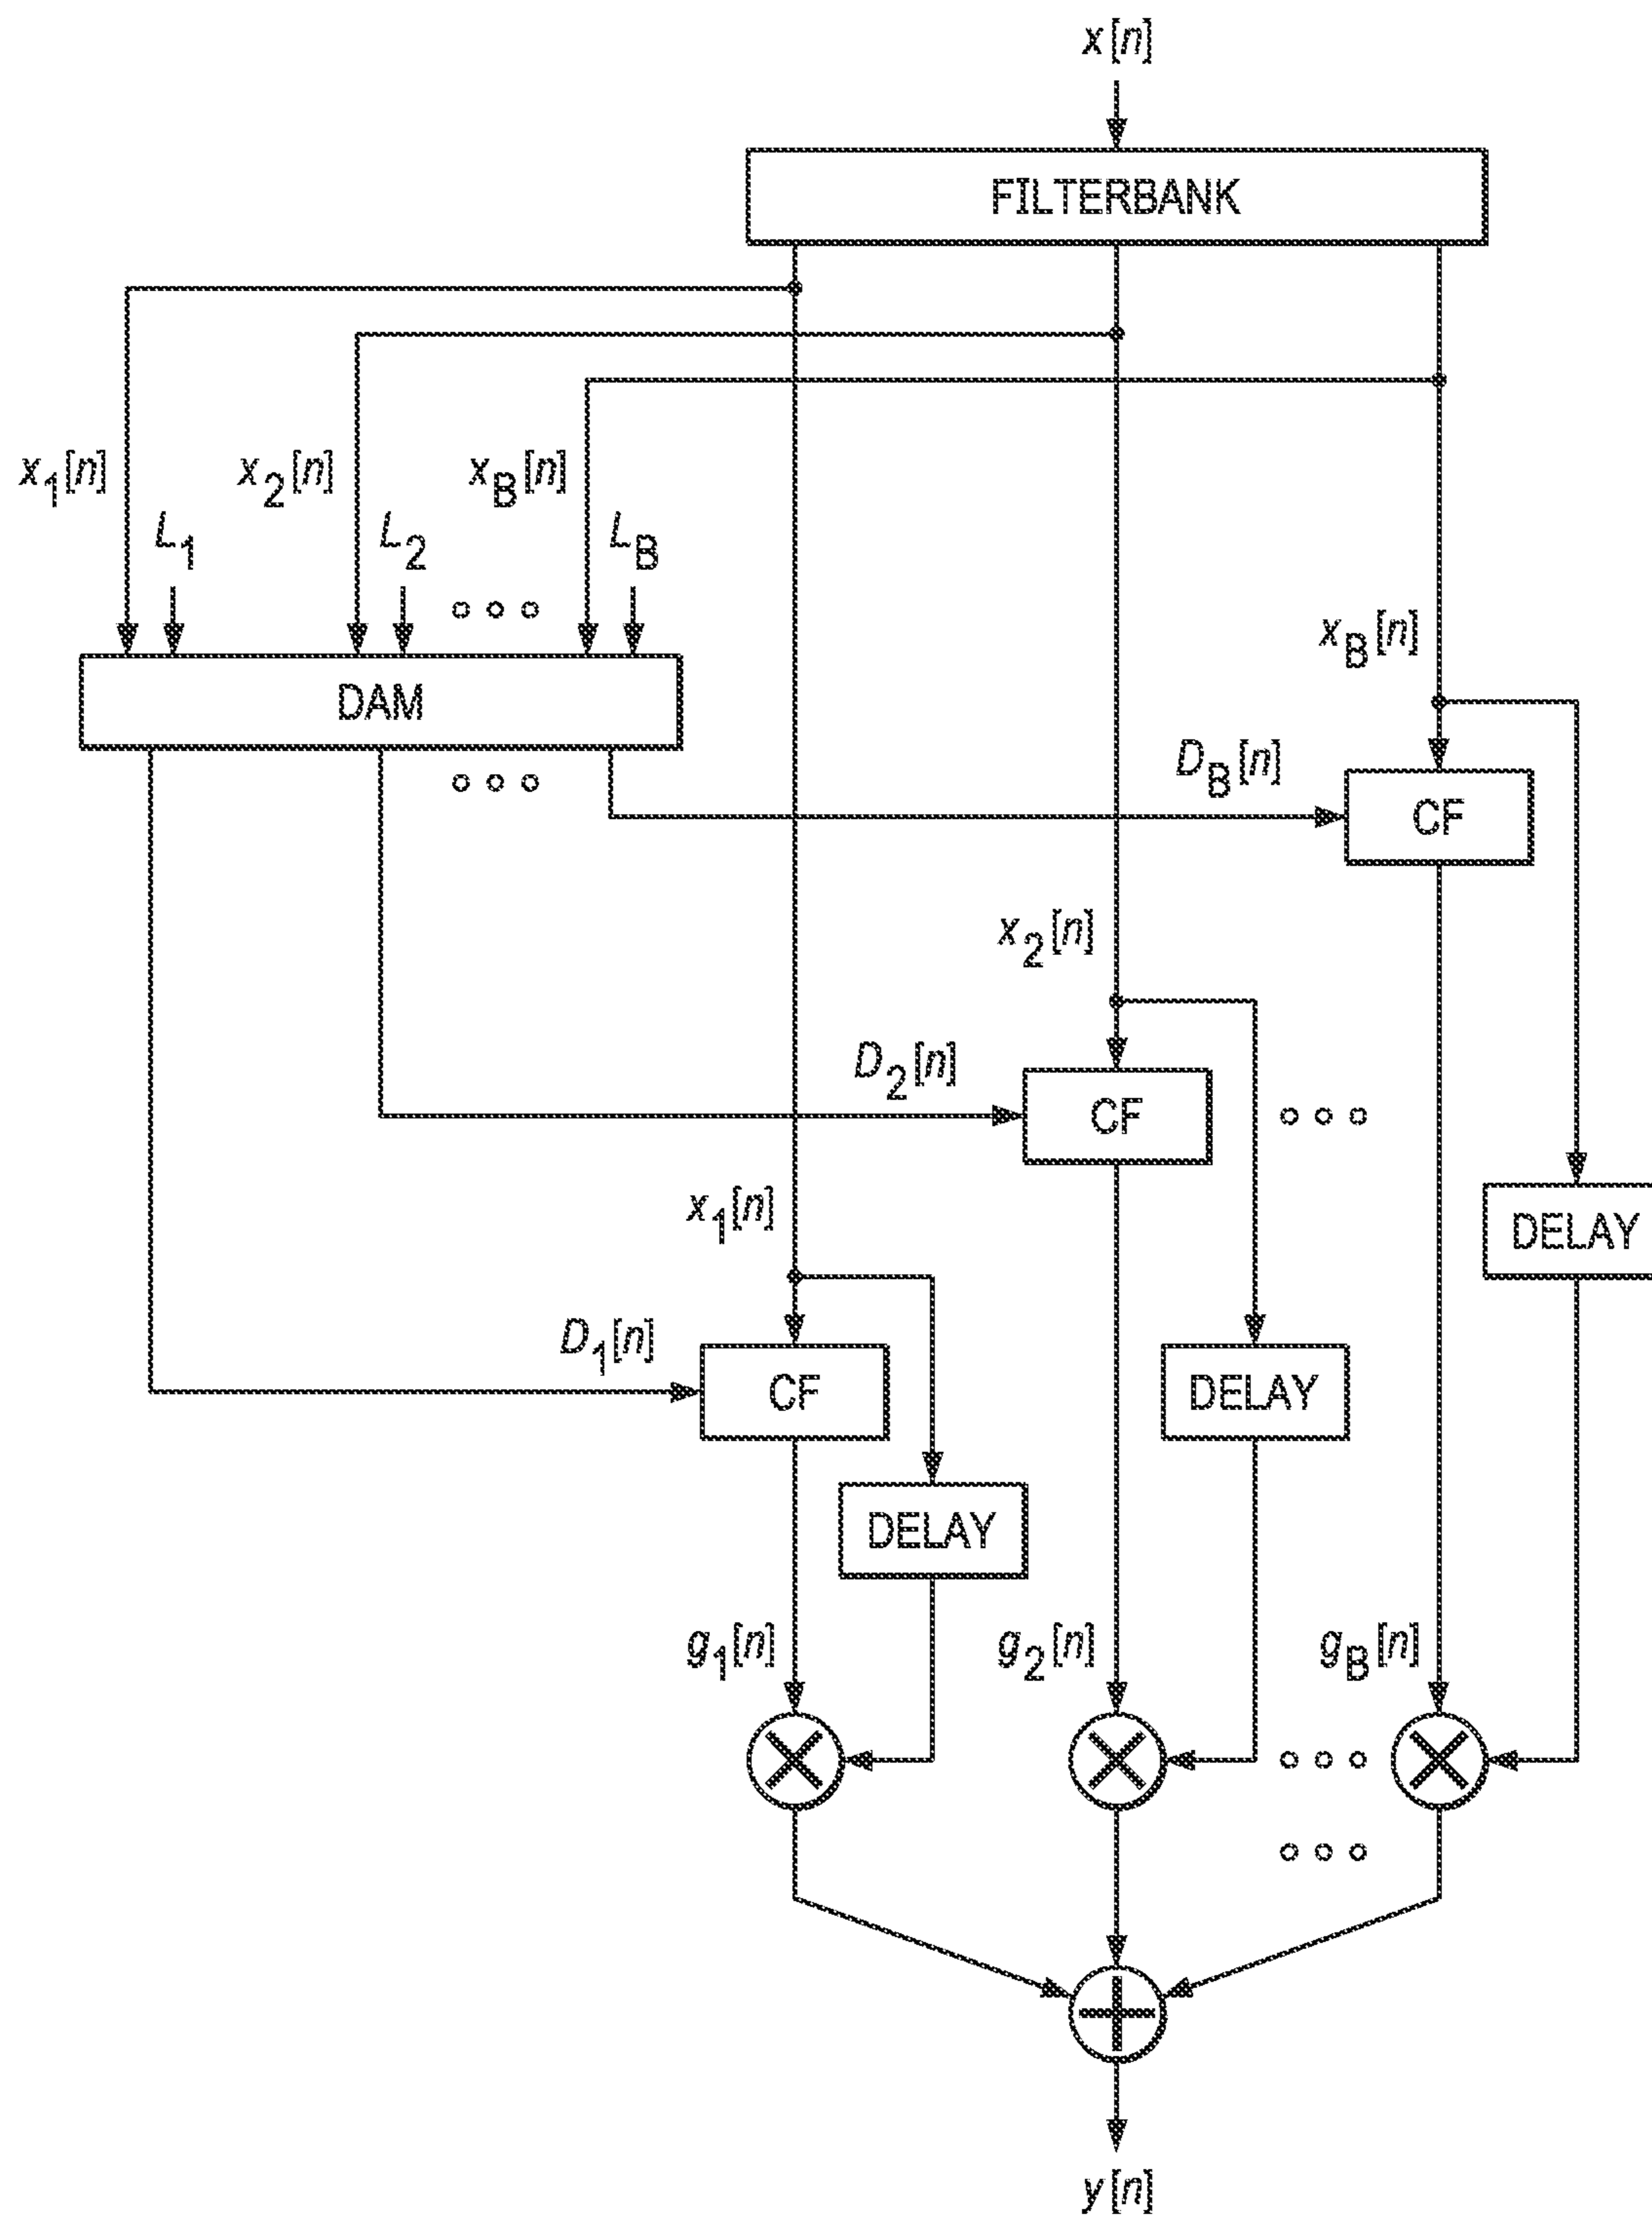 x[n]
FILTERBANK
x1[n]
x2[n]
xB[n]
L1
L2
LB
xB[n]
DAM
DB[n]
CF
x2[n]
D2[n]
CF
x1[n]
DELAY
D1[n]
CF
DELAY
DELAY
g1[n]
g2[n]
gB[n]
y[n]